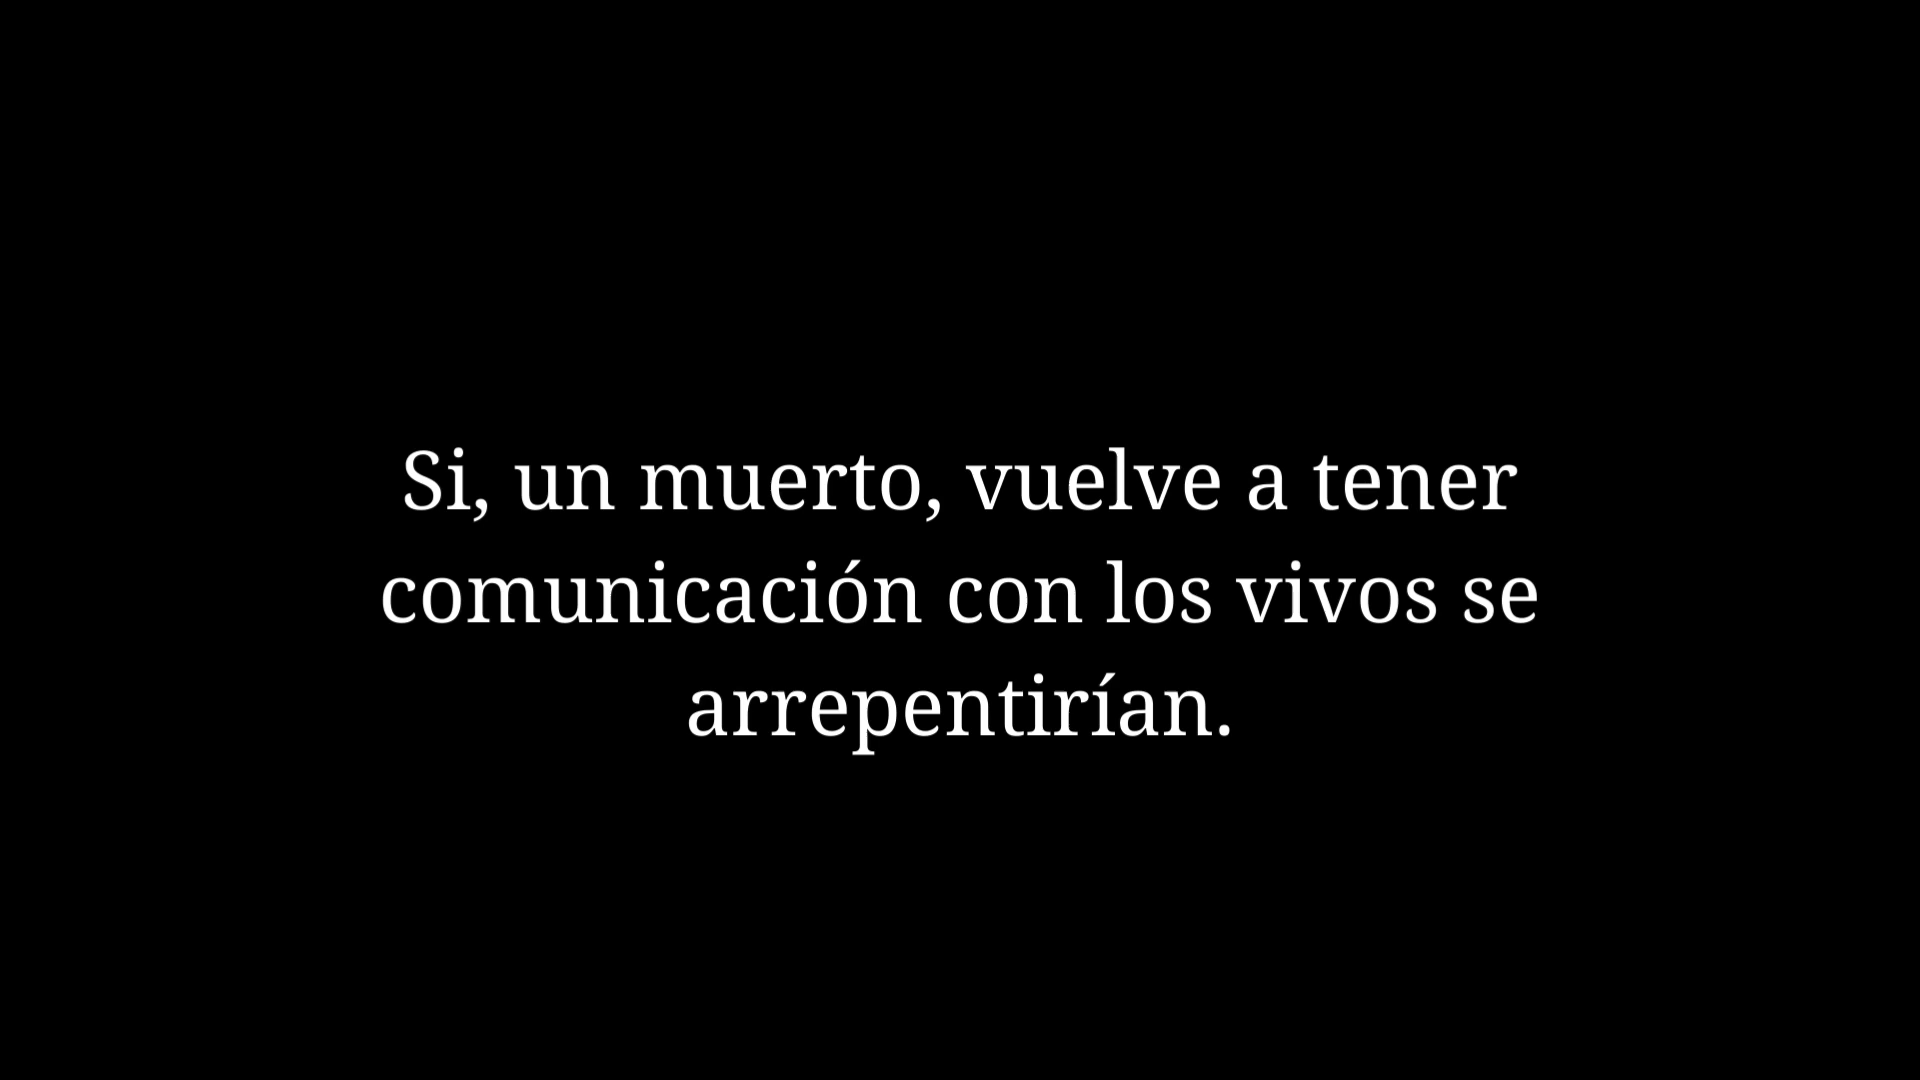 Si, un muerto, vuelve a tener
comunicación con los vivos se
arrepentirían.